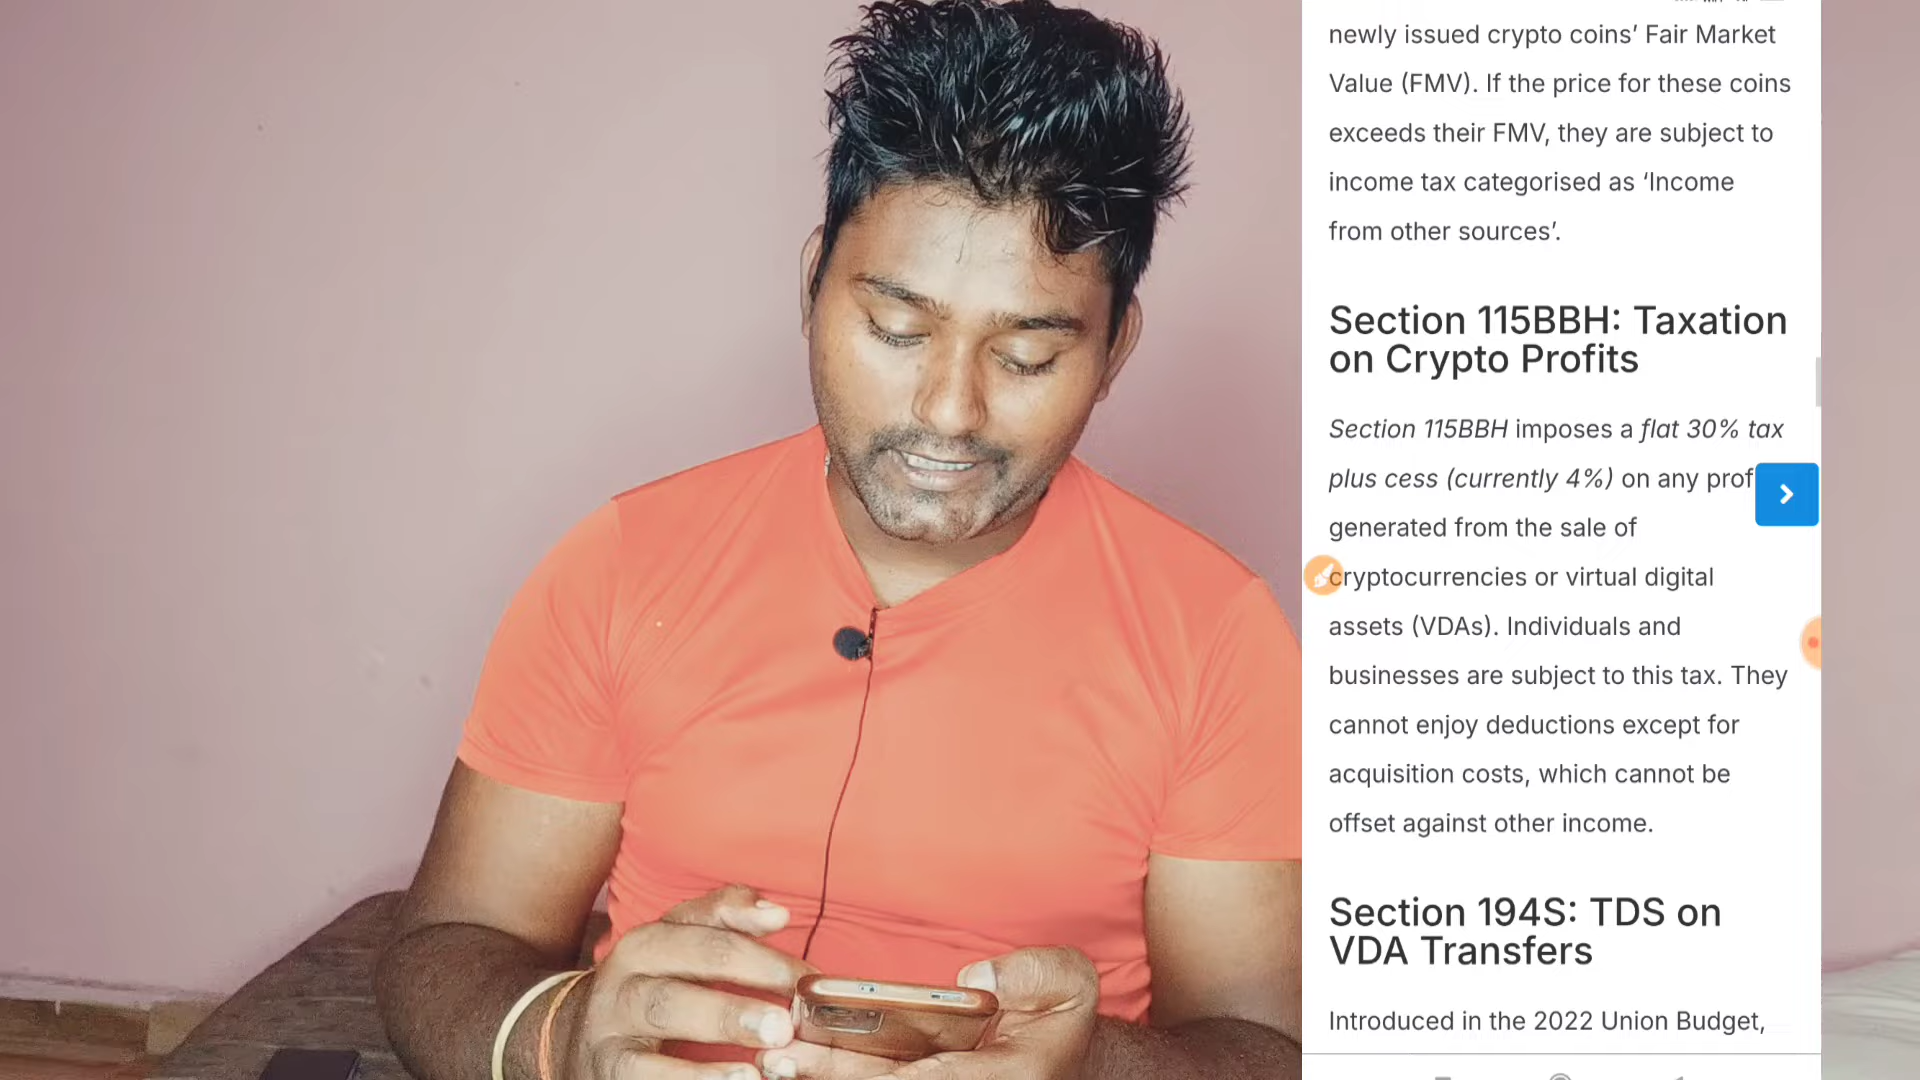 newly issued crypto coins’ Fair Market
Value (FMV). If the price for these coins
exceeds their FMV, they are subject to
income tax categorised as ‘Income
from other sources’.
Section 115BBH: Taxation
on Crypto Profits
Section 115BBH imposes a flat 30% tax
plus cess (currently 4%) on any prof
generated from the sale of
cryptocurrencies or virtual digital
assets (VDAs). Individuals and
businesses are subject to this tax. They
cannot enjoy deductions except for
acquisition costs, which cannot be
offset against other income.
Section 194S: TDS on
VDA Transfers
Introduced in the 2022 Union Budget,